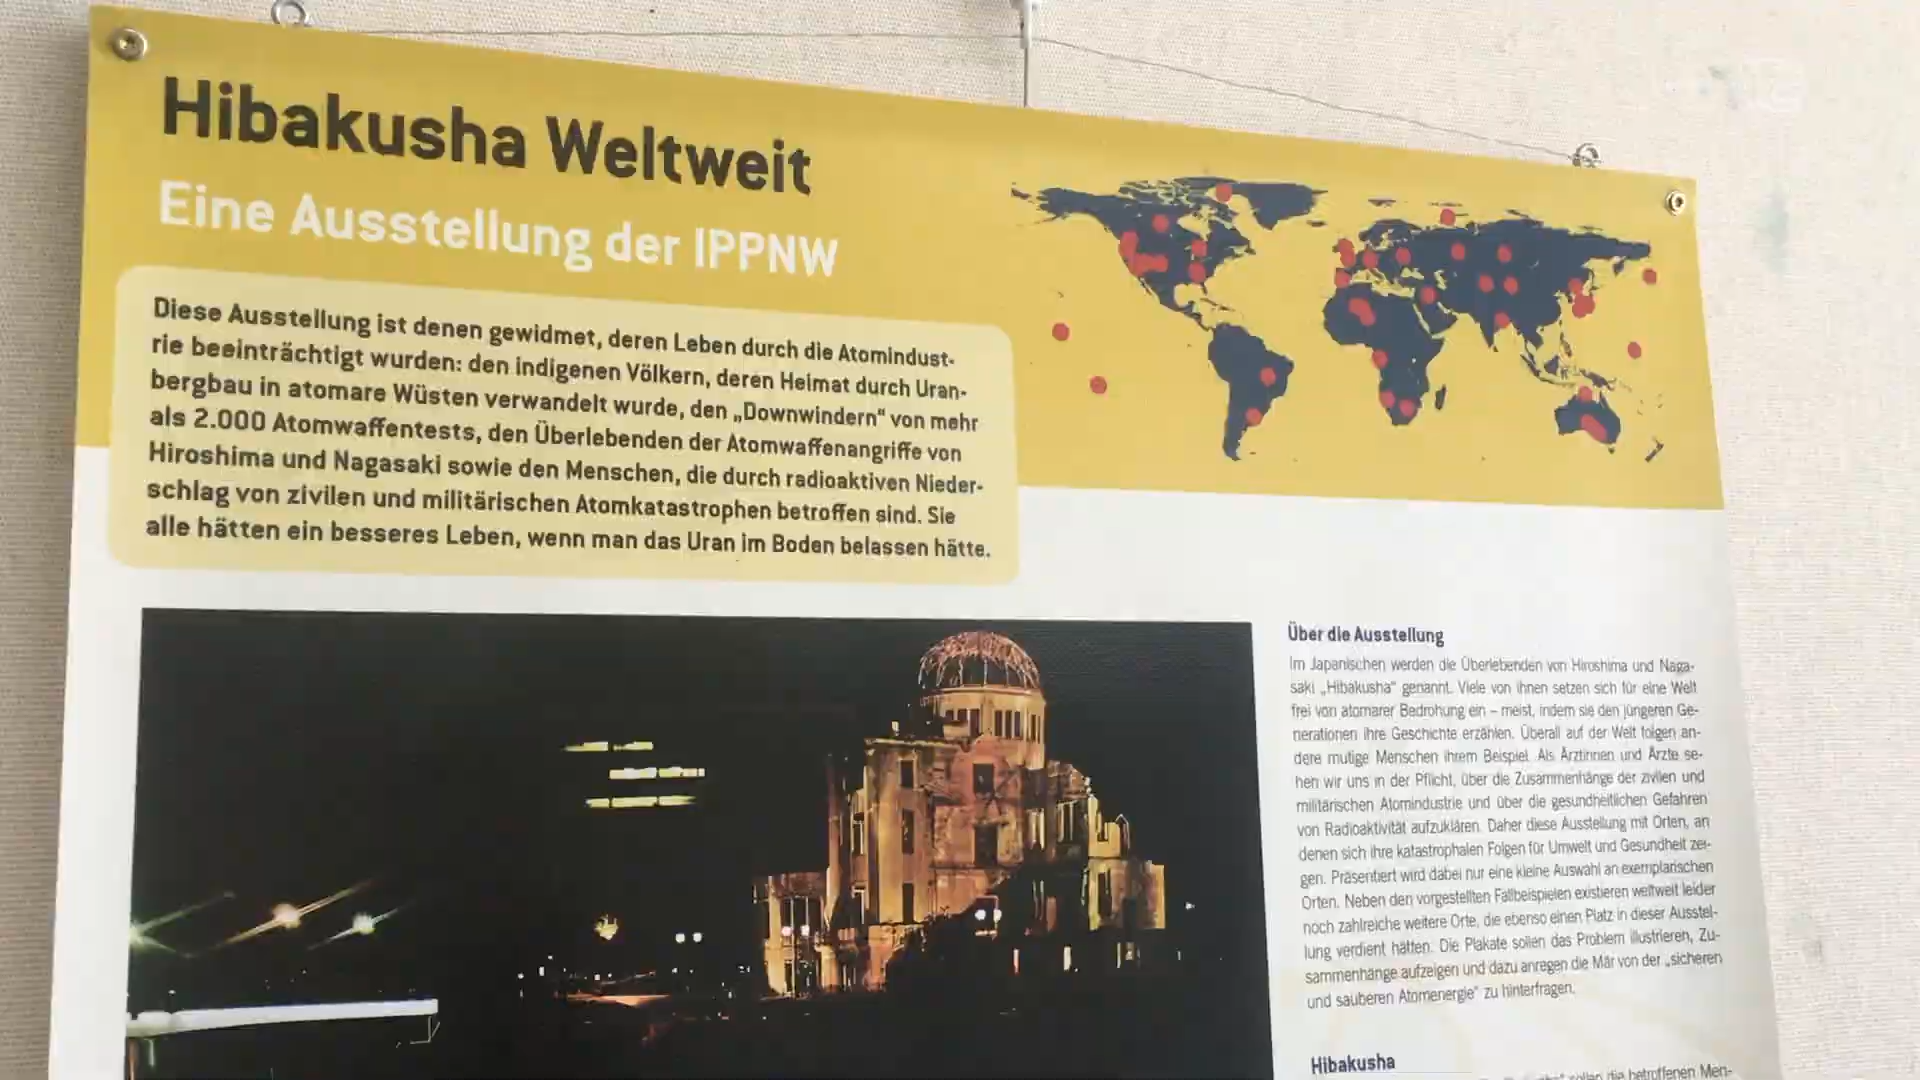 Hibakusha Weltweit
Eine Ausstellung der IPPNW
Diese Ausstellung ist denen gewidmet, deren Leben durch die Atomindust-
rie beeinträchtigt wurden: den indigenen Völkern, deren Heimat durch Uran-
bergbau in atomare Wüsten verwandelt wurde, den „Downwindern“ von mehr
als 2.000 Atomwaffentests, den Überlebenden der Atomwaffenangriffe von
Hiroshima und Nagasaki sowie den Menschen, die durch radioaktiven Nieder-
schlag von zivilen und militärischen Atomkatastrophen betroffen sind. Sie
alle hätten ein besseres Leben, wenn man das Uran im Boden belassen hätte.
Über die Ausstellung
Im Japanischen werden die Überlebenden von Hiroshima und Naga-
saki „Hibakusha“ genannt. Viele von ihnen setzen sich für eine Welt
frei von atomarer Bedrohung ein – meist, indem sie den jüngeren Ge-
nerationen ihre Geschichte erzählen. Überall auf der Welt folgen an-
dere mutige Menschen ihrem Beispiel. Als Ärztinnen und Ärzte se-
hen wir uns in der Pflicht, über die Zusammenhänge der zivilen und
militärischen Atomindustrie und über die gesundheitlichen Gefahren
von Radioaktivität aufzuklären. Daher diese Ausstellung mit Orten, an
denen sich ihre katastrophalen Folgen für Umwelt und Gesundheit zei-
gen. Präsentiert wird dabei nur eine kleine Auswahl an exemplarischen
Orten. Neben den vorgestellten Fallbeispielen existieren weltweit leider
noch zahlreiche weitere Orte, die ebenso einen Platz in dieser Ausstel-
lung verdient hätten. Die Plakate sollen das Problem illustrieren, Zu-
sammenhänge aufzeigen und dazu anregen die Mär von der „sicheren
und sauberen Atomenergie“ zu hinterfragen.
Hibakusha
sollen die betroffenen Men-